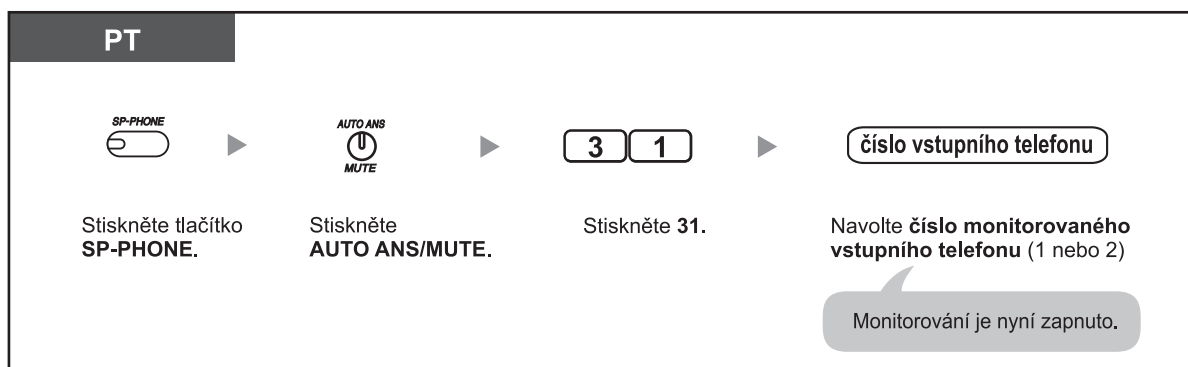 PT
SP-PHONE
AUTO ANS
MUTE
3 1
číslo vstupního telefonu
Stiskněte tlačítko
SP-PHONE.
Stiskněte
AUTO ANS/MUTE.
Stiskněte 31.
Navolte číslo monitorovaného
vstupního telefonu (1 nebo 2)
Monitorování je nyní zapnuto.